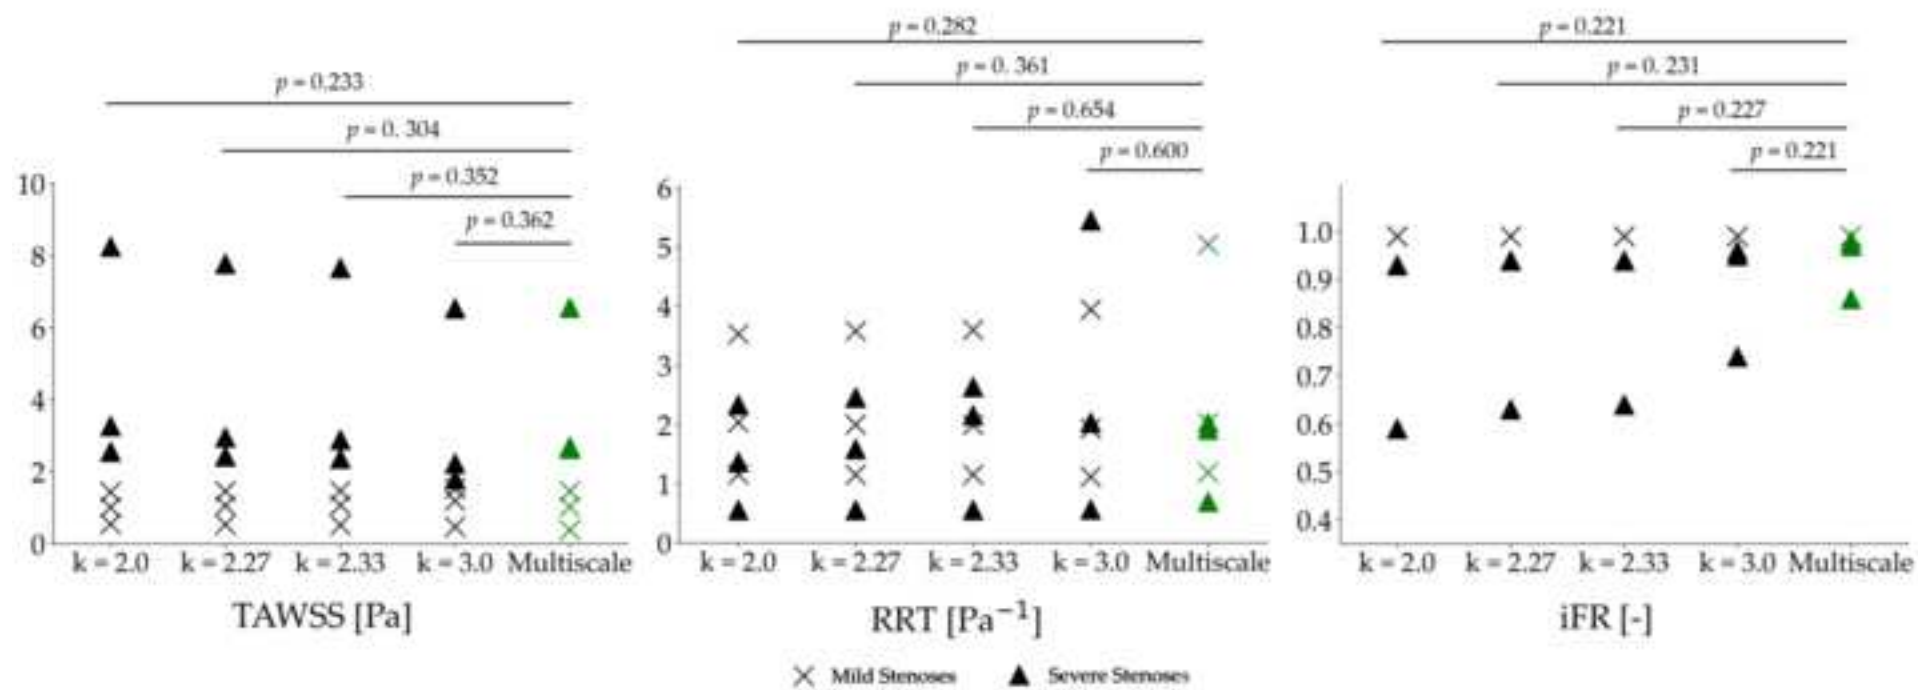 p = 0.233
p = 0. 304
p = 0.352
p = 0.362
10
8
6
4
2
0
k = 2.0 k = 2.27 k = 2.33 k = 3.0 Multiscale
TAWSS [Pa]
p = 0.282
p = 0. 361
p = 0.654
p = 0.600
6
5
4
3
2
1
0
k = 2.0 k = 2.27 k = 2.33 k = 3.0 Multiscale
RRT [Pa⁻¹]
p = 0.221
p = 0. 231
p = 0.227
p = 0.221
1.0
0.9
0.8
0.7
0.6
0.5
0.4
k = 2.0 k = 2.27 k = 2.33 k = 3.0 Multiscale
iFR [-]
Mild Stenoses Severe Stenoses